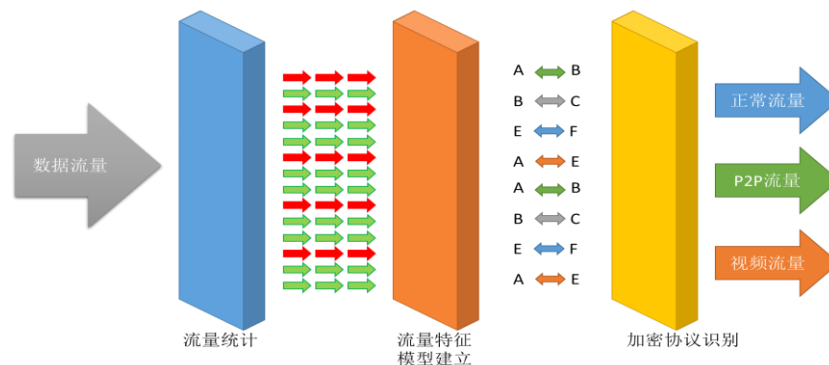 数据流量
流量统计
A B
B C
E F
A E
A B
B C
E F
A E
流量特征
模型建立
加密协议识别
正常流量
P2P流量
视频流量